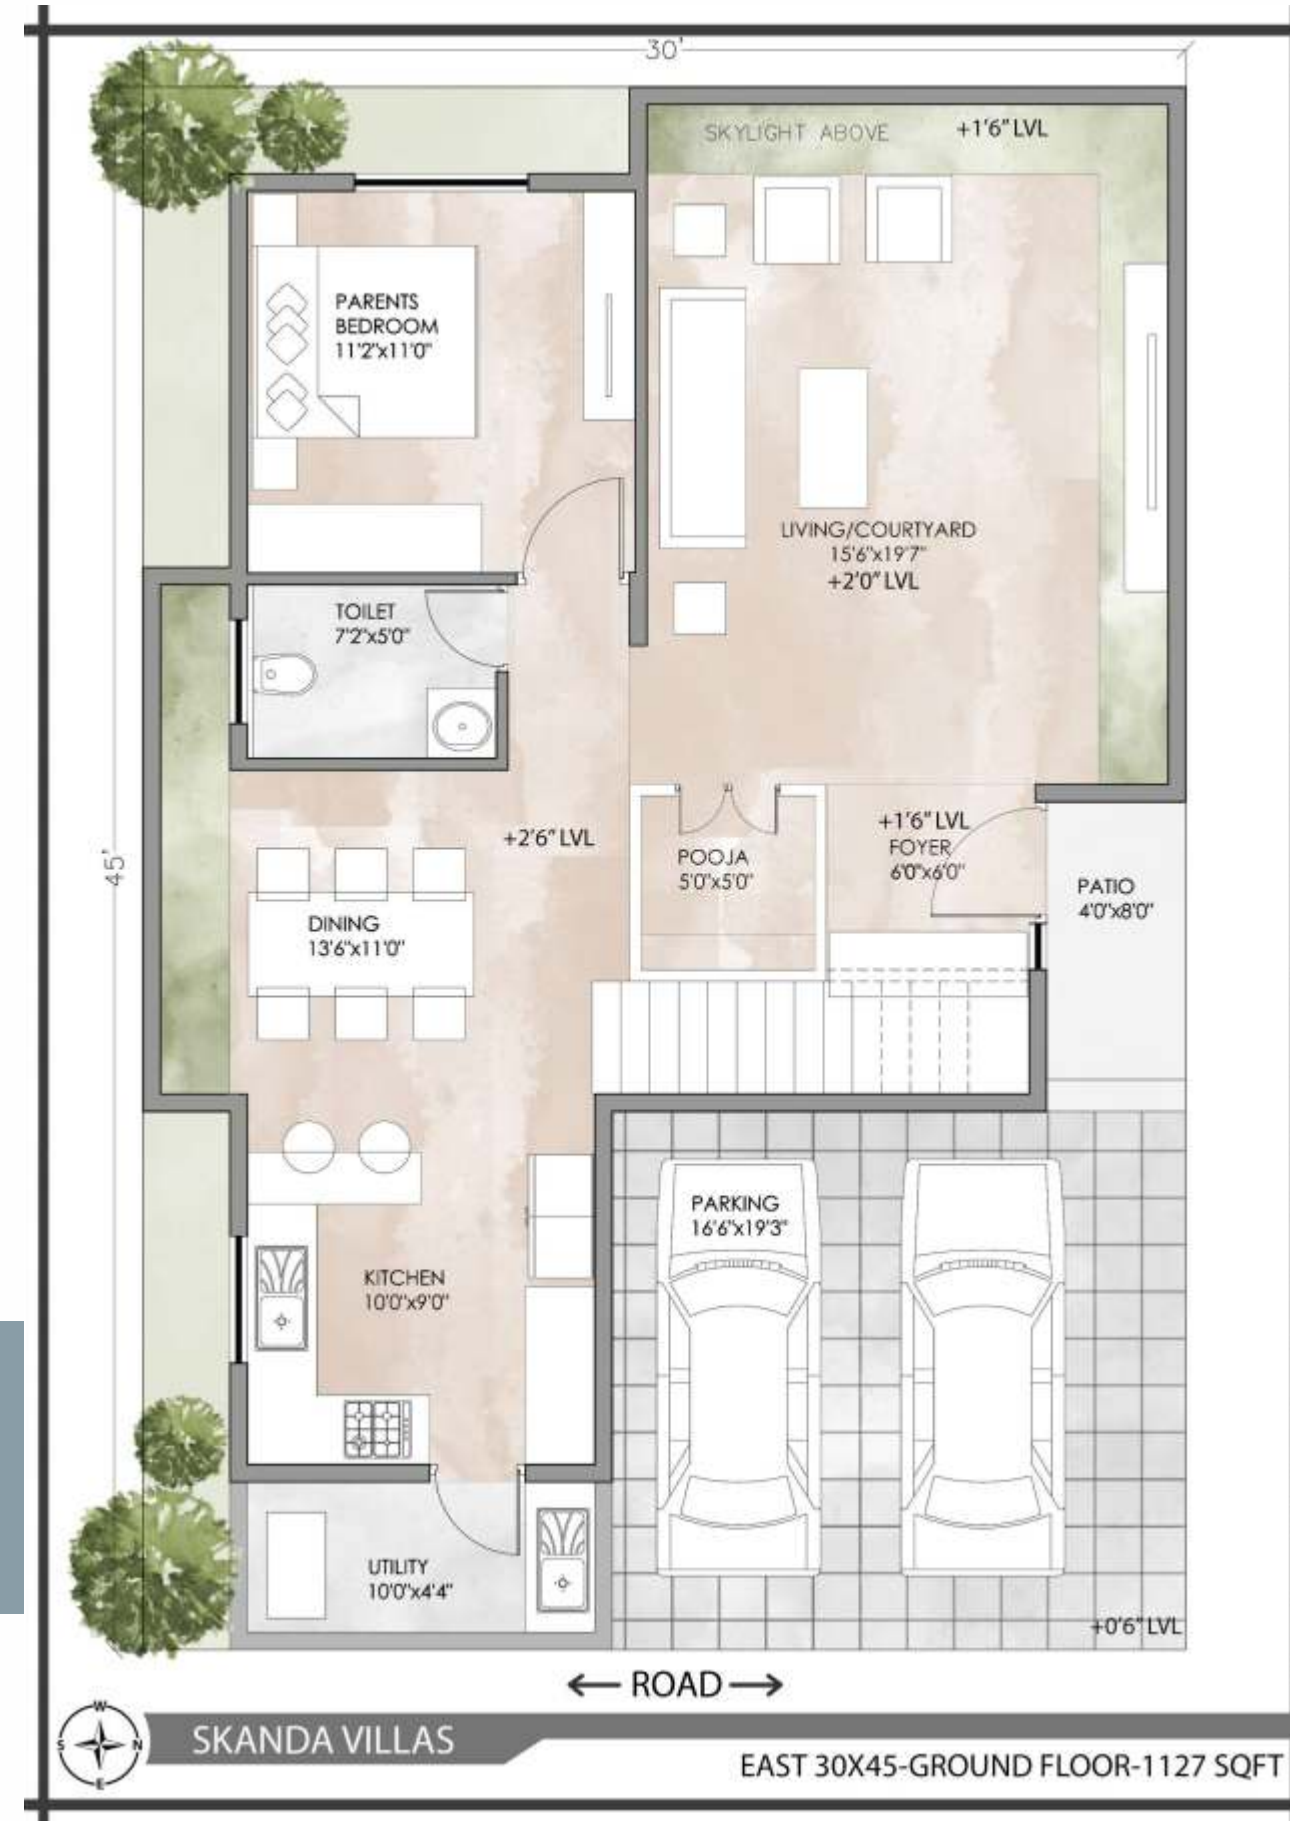 30'
SKYLIGHT ABOVE
+1'6" LVL
PARENTS
BEDROOM
11'2"x11'0"
LIVING/COURTYARD
15'6"x19'7"
+2'0" LVL
TOILET
7'2"x5'0"
45'
+2'6" LVL
+1'6" LVL
FOYER
6'0"x6'0"
POOJA
5'0"x5'0"
PATIO
4'0"x8'0"
DINING
13'6"x11'0"
PARKING
16'6"x19'3"
KITCHEN
10'0"x9'0"
UTILITY
10'0"x4'4"
+0'6" LVL
ROAD
W
S
N
E
SKANDA VILLAS
EAST 30X45-GROUND FLOOR-1127 SQFT